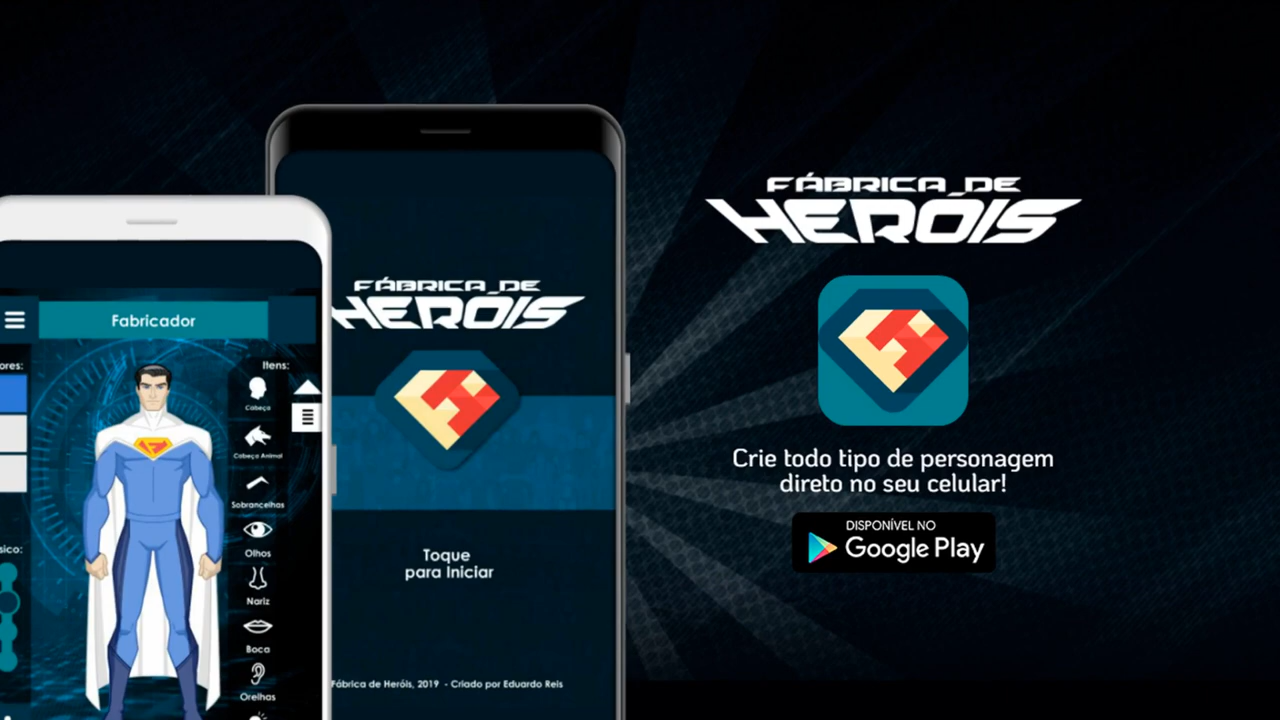 Fabricador
ores:
Itens:
Cabeça
Cabeça Animal
Sobrancelhas
Olhos
Nariz
Boca
Orelhas
sico:
FÁBRICA DE
HERÓIS
Toque
para Iniciar
Fábrica de Heróis, 2019 - Criado por Eduardo Reis
FÁBRICA DE
HERÓIS
Crie todo tipo de personagem
direto no seu celular!
DISPONÍVEL NO
Google Play